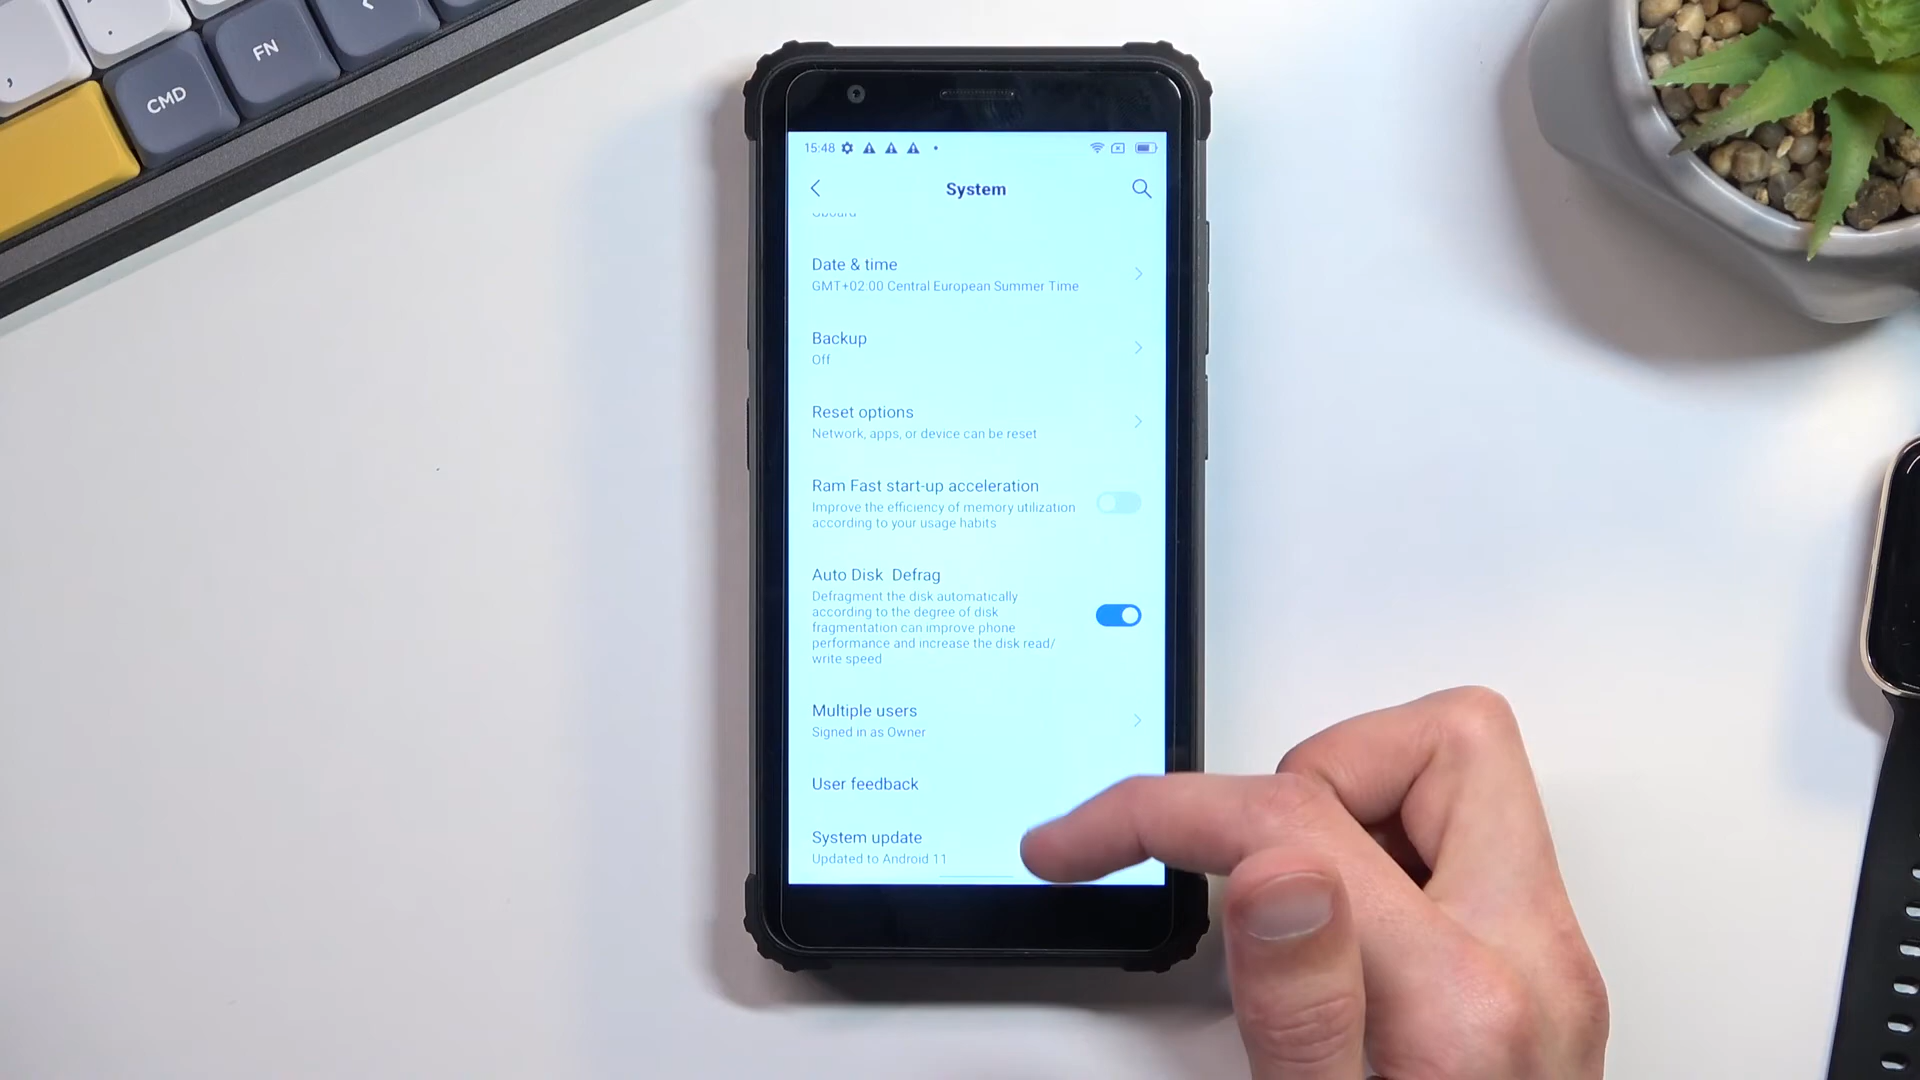 FN
CMD
15:48
System
Gboard
Date & time
GMT+02:00 Central European Summer Time
Backup
Off
Reset options
Network, apps, or device can be reset
Ram Fast start-up acceleration
Improve the efficiency of memory utilization
according to your usage habits
Auto Disk Defrag
Defragment the disk automatically
according to the degree of disk
fragmentation can improve phone
performance and increase the disk read/
write speed
Multiple users
Signed in as Owner
User feedback
System update
Updated to Android 11